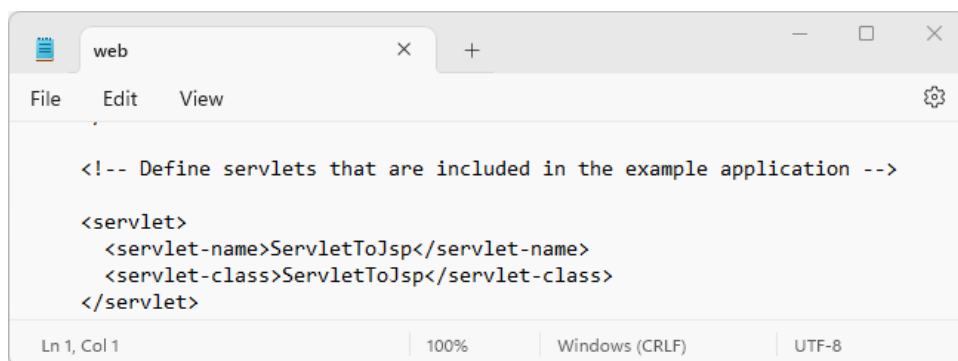 web
File Edit View
<!-- Define servlets that are included in the example application -->
<servlet>
<servlet-name>ServletToJsp</servlet-name>
<servlet-class>ServletToJsp</servlet-class>
</servlet>
Ln 1, Col 1 100% Windows (CRLF) UTF-8